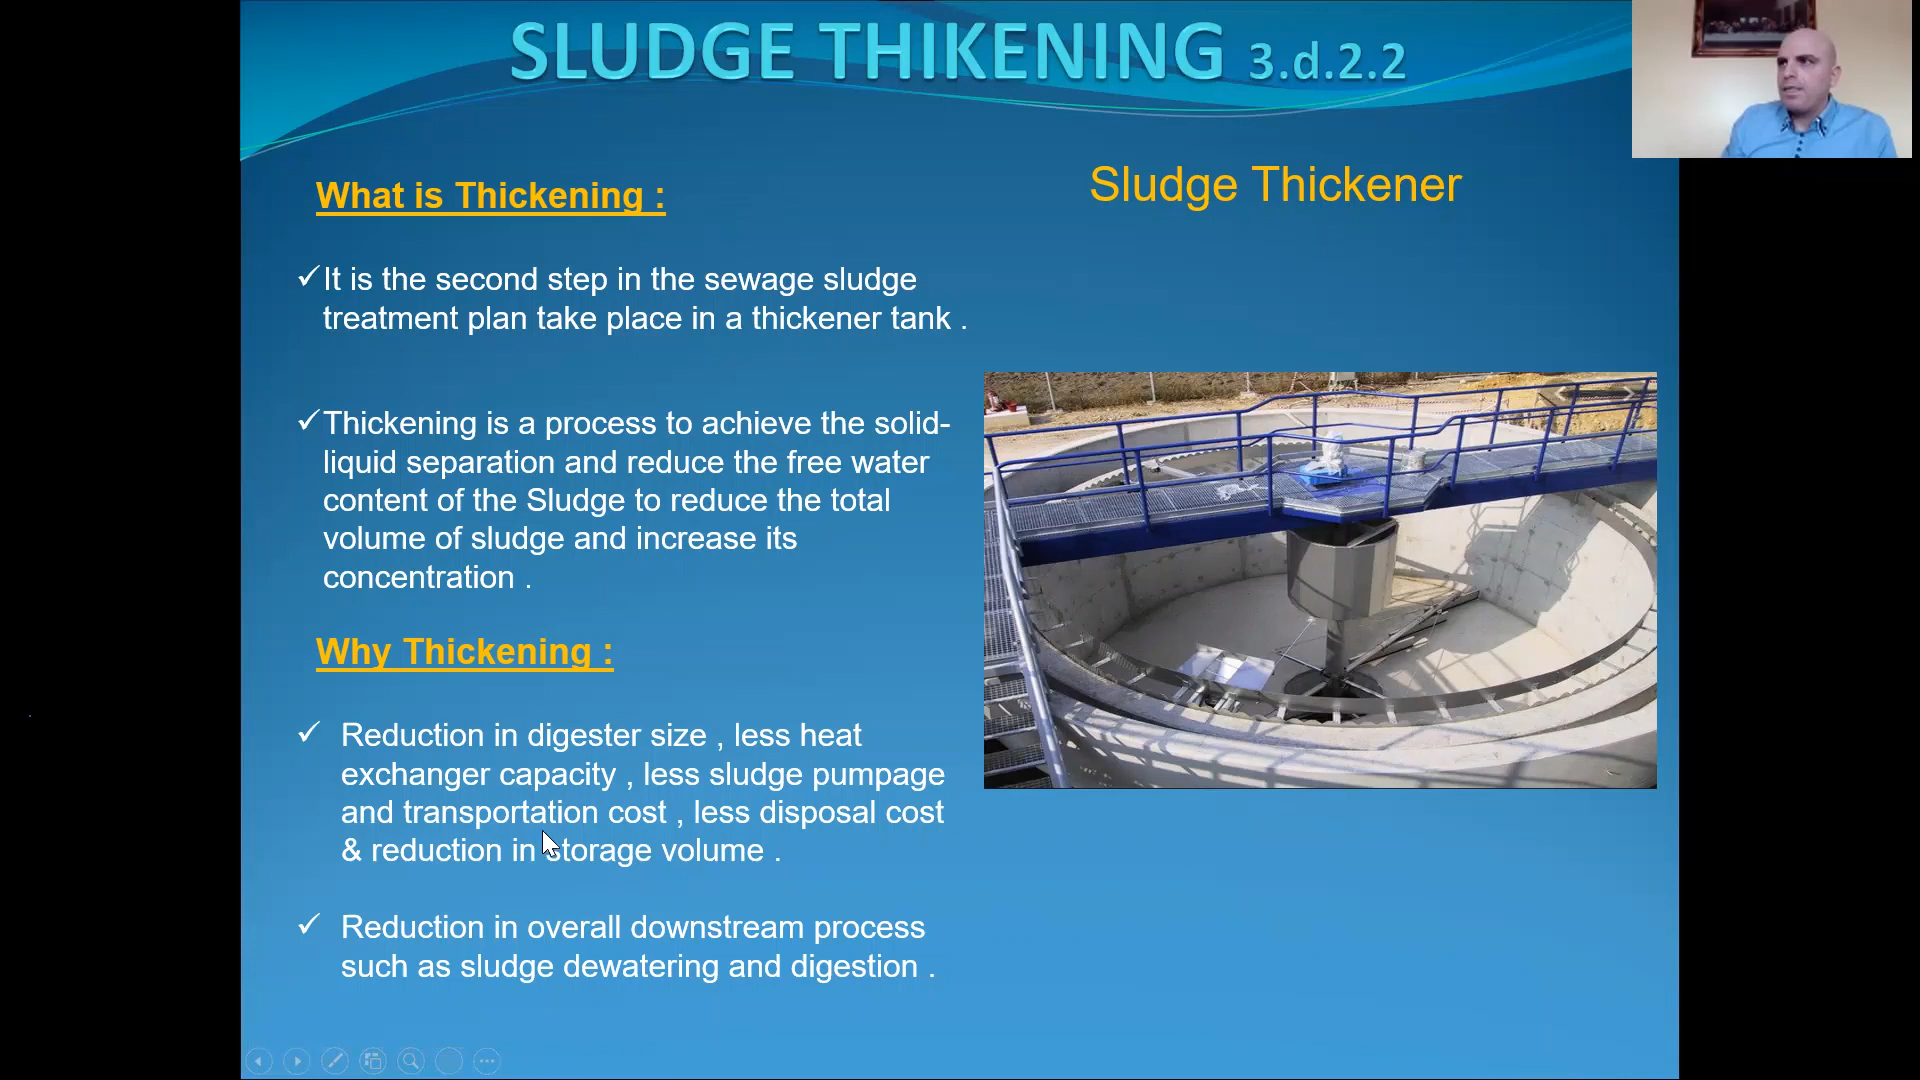 SLUDGE THIKENING 3.d.2.2
What is Thickening :
Sludge Thickener
✓It is the second step in the sewage sludge
treatment plan take place in a thickener tank .
✓Thickening is a process to achieve the solid-
liquid separation and reduce the free water
content of the Sludge to reduce the total
volume of sludge and increase its
concentration .
Why Thickening :
✓ Reduction in digester size , less heat
exchanger capacity , less sludge pumpage
and transportation cost , less disposal cost
& reduction in storage volume .
✓ Reduction in overall downstream process
such as sludge dewatering and digestion .